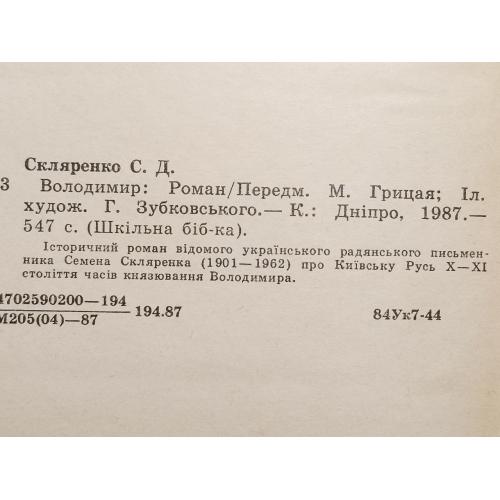 Скляренко С. Д.
3 Володимир: Роман/Передм. М. Грицая; Іл.
худож. Г. Зубковського.— К.: Дніпро, 1987.—
547 с. (Шкільна біб-ка).
Історичний роман відомого українського радянського письмен-
ника Семена Скляренка (1901—1962) про Київську Русь X—XI
століття часів князювання Володимира.
4702590200—194
М205(04)—87
194.87
84Ук7-44